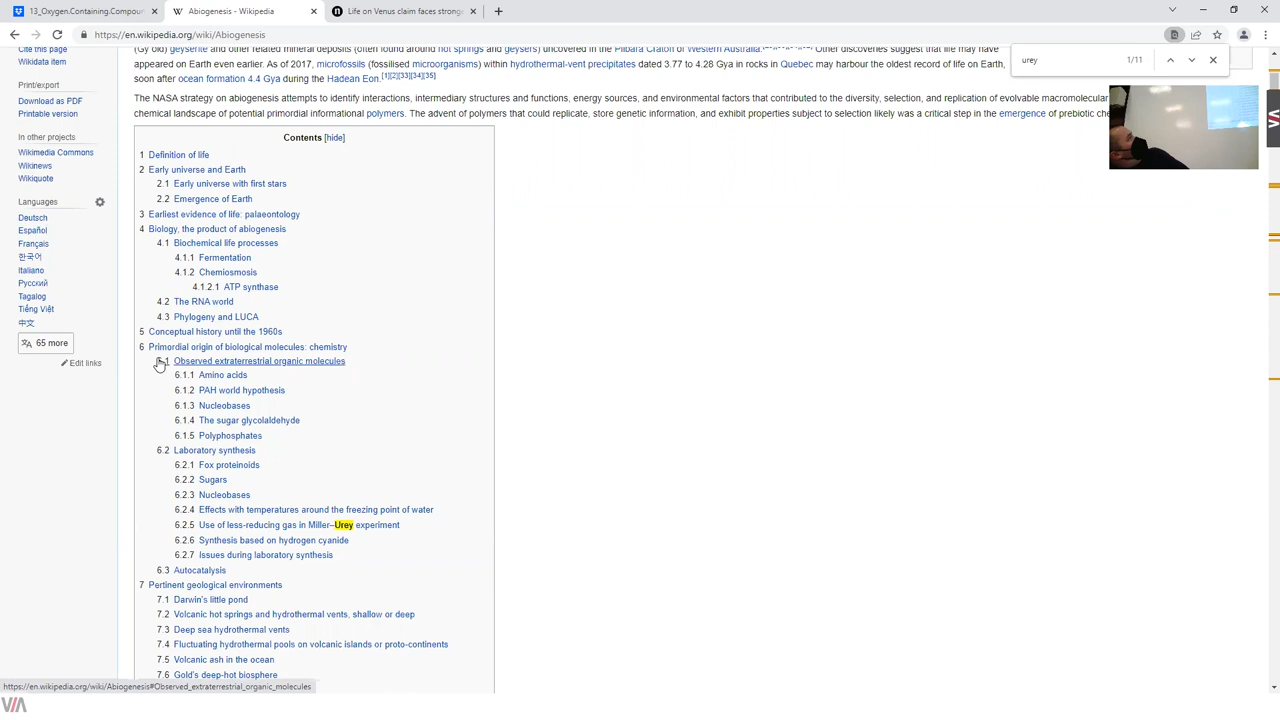 13_Oxygen.Containing.Compoun
Abiogenesis - Wikipedia
Life on Venus claim faces strong
https://en.wikipedia.org/wiki/Abiogenesis
urey
1/11
Cite this page
Wikidata item
Print/export
Download as PDF
Printable version
In other projects
Wikimedia Commons
Wikinews
Wikiquote
Languages
Deutsch
Español
Français
한국어
Italiano
Русский
Tagalog
Tiếng Việt
中文
65 more
Edit links
(Gy old) geyserite and other related mineral deposits (often found around hot springs and geysers) uncovered in the Pilbara Craton of Western Australia. Other discoveries suggest that life may have
appeared on Earth even earlier. As of 2017, microfossils (fossilised microorganisms) within hydrothermal-vent precipitates dated 3.77 to 4.28 Gya in rocks in Quebec may harbour the oldest record of life on Earth,
soon after ocean formation 4.4 Gya during the Hadean Eon.[1][2][33][34][35]
The NASA strategy on abiogenesis attempts to identify interactions, intermediary structures and functions, energy sources, and environmental factors that contributed to the diversity, selection, and replication of evolvable macromolecular
chemical landscape of potential primordial informational polymers. The advent of polymers that could replicate, store genetic information, and exhibit properties subject to selection likely was a critical step in the emergence of prebiotic che
Contents [hide]
1 Definition of life
2 Early universe and Earth
2.1 Early universe with first stars
2.2 Emergence of Earth
3 Earliest evidence of life: palaeontology
4 Biology, the product of abiogenesis
4.1 Biochemical life processes
4.1.1 Fermentation
4.1.2 Chemiosmosis
4.1.2.1 ATP synthase
4.2 The RNA world
4.3 Phylogeny and LUCA
5 Conceptual history until the 1960s
6 Primordial origin of biological molecules: chemistry
6.1 Observed extraterrestrial organic molecules
6.1.1 Amino acids
6.1.2 PAH world hypothesis
6.1.3 Nucleobases
6.1.4 The sugar glycolaldehyde
6.1.5 Polyphosphates
6.2 Laboratory synthesis
6.2.1 Fox proteinoids
6.2.2 Sugars
6.2.3 Nucleobases
6.2.4 Effects with temperatures around the freezing point of water
6.2.5 Use of less-reducing gas in Miller–Urey experiment
6.2.6 Synthesis based on hydrogen cyanide
6.2.7 Issues during laboratory synthesis
6.3 Autocatalysis
7 Pertinent geological environments
7.1 Darwin's little pond
7.2 Volcanic hot springs and hydrothermal vents, shallow or deep
7.3 Deep sea hydrothermal vents
7.4 Fluctuating hydrothermal pools on volcanic islands or proto-continents
7.5 Volcanic ash in the ocean
7.6 Gold's deep-hot biosphere
https://en.wikipedia.org/wiki/Abiogenesis#Observed_extraterrestrial_organic_molecules
VIA